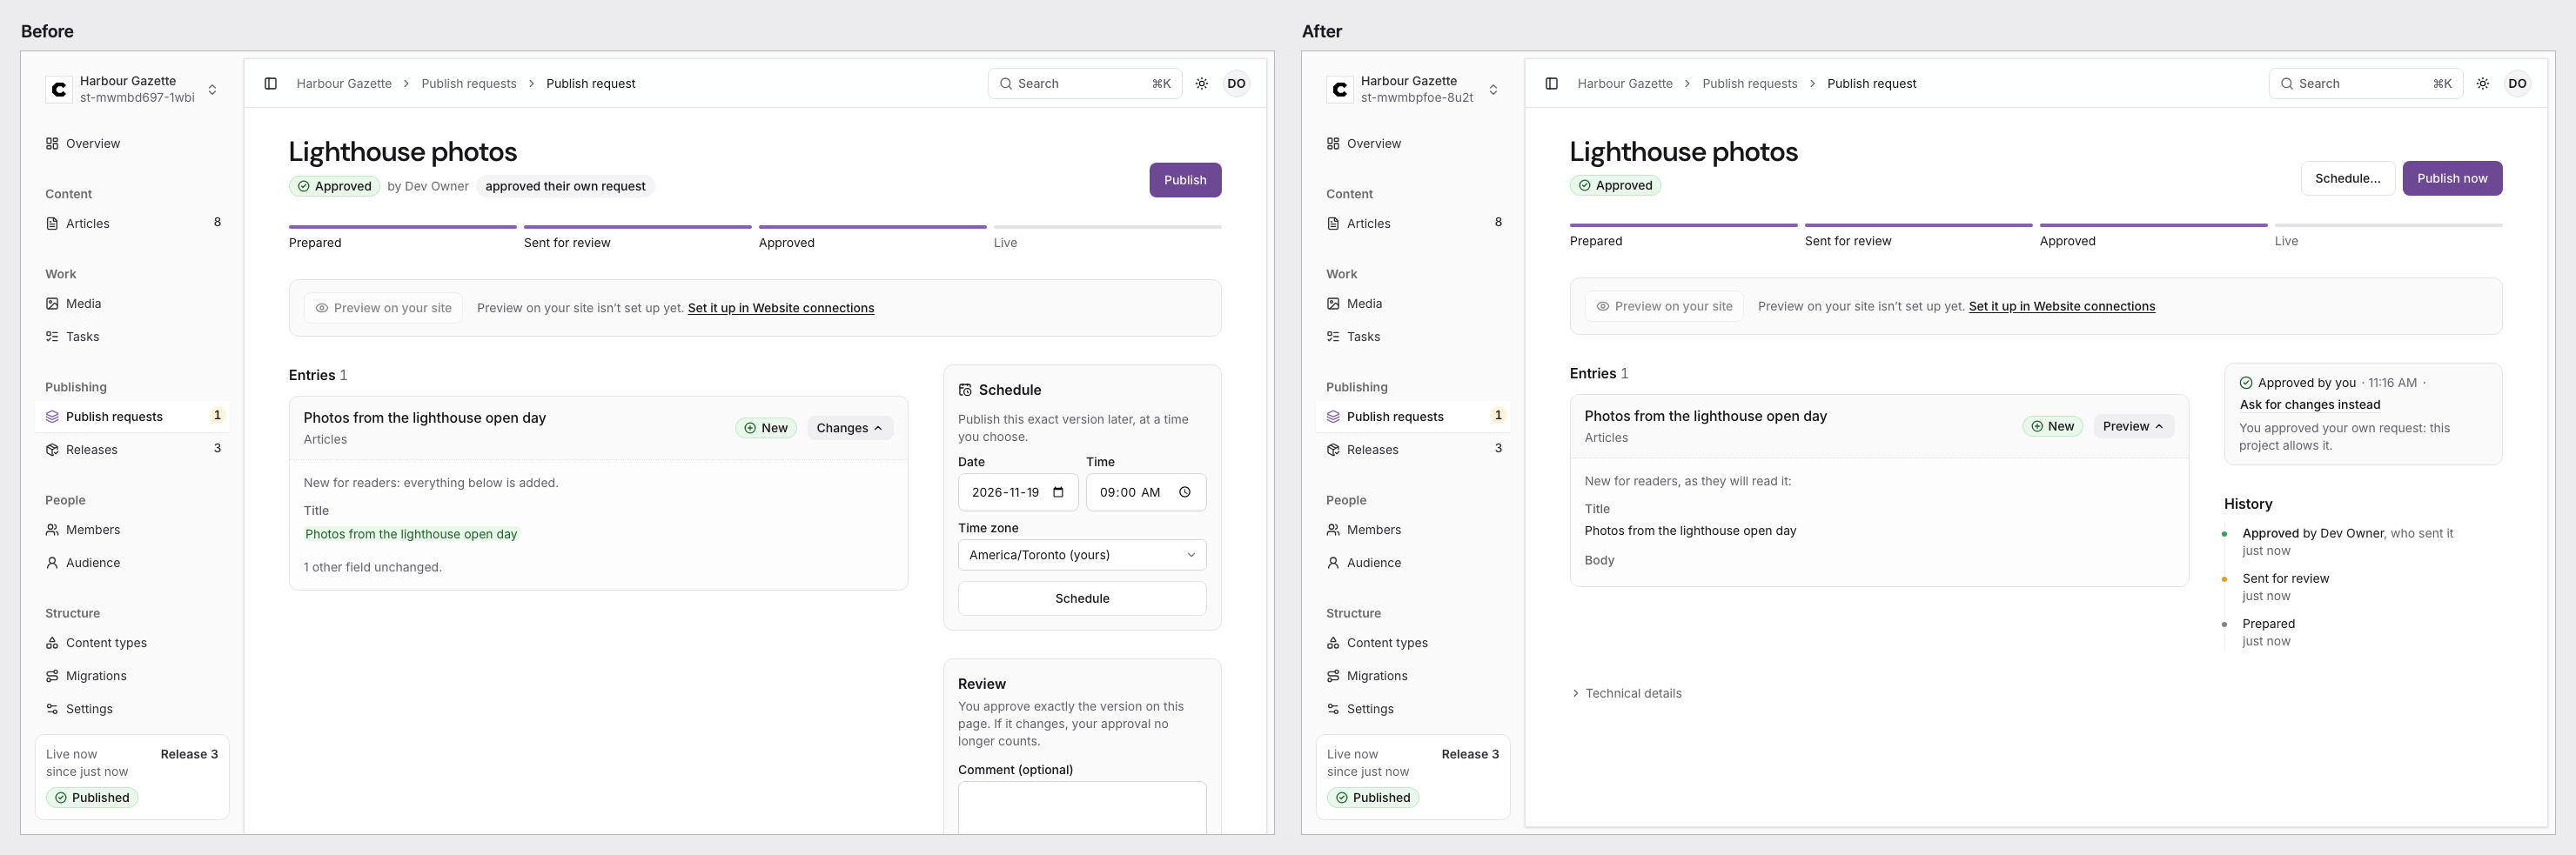 Before
Harbour Gazette
st-mwmbd697-1wbi
Overview
Content
Articles 8
Work
Media
Tasks
Publishing
Publish requests 1
Releases 3
People
Members
Audience
Structure
Content types
Migrations
Settings
Live now Release 3
since just now
Published
Harbour Gazette > Publish requests > Publish request
Search ⌘K
DO
Lighthouse photos
Approved by Dev Owner approved their own request
Publish
Prepared Sent for review Approved Live
Preview on your site Preview on your site isn’t set up yet. Set it up in Website connections
Entries 1
Photos from the lighthouse open day
Articles
New Changes
New for readers: everything below is added.
Title
Photos from the lighthouse open day
1 other field unchanged.
Schedule
Publish this exact version later, at a time
you choose.
Date Time
2026-11-19 09:00 AM
Time zone
America/Toronto (yours)
Schedule
Review
You approve exactly the version on this
page. If it changes, your approval no
longer counts.
Comment (optional)
After
Harbour Gazette
st-mwmbpfoe-8u2t
Overview
Content
Articles 8
Work
Media
Tasks
Publishing
Publish requests 1
Releases 3
People
Members
Audience
Structure
Content types
Migrations
Settings
Live now Release 3
since just now
Published
Harbour Gazette > Publish requests > Publish request
Search ⌘K
DO
Lighthouse photos
Approved
Schedule... Publish now
Prepared Sent for review Approved Live
Preview on your site Preview on your site isn’t set up yet. Set it up in Website connections
Entries 1
Photos from the lighthouse open day
Articles
New Preview
New for readers, as they will read it:
Title
Photos from the lighthouse open day
Body
Approved by you · 11:16 AM ·
Ask for changes instead
You approved your own request: this
project allows it.
History
Approved by Dev Owner, who sent it
just now
Sent for review
just now
Prepared
just now
Technical details